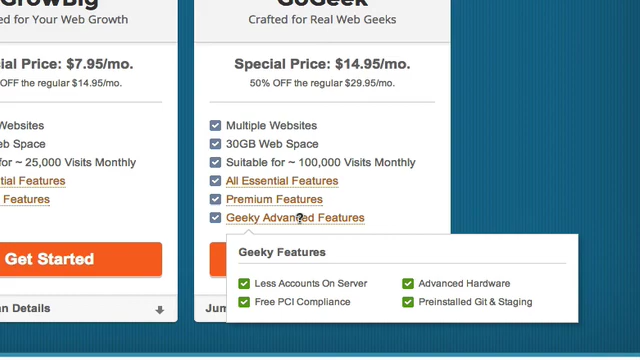 GrowBig
ed for Your Web Growth
ial Price: $7.95/mo.
OFF the regular $14.95/mo.
Websites
eb Space
for ~ 25,000 Visits Monthly
tial Features
Features
Get Started
an Details
GoGeek
Crafted for Real Web Geeks
Special Price: $14.95/mo.
50% OFF the regular $29.95/mo.
Multiple Websites
30GB Web Space
Suitable for ~ 100,000 Visits Monthly
All Essential Features
Premium Features
Geeky Advanced Features
Jum
Geeky Features
Less Accounts On Server
Advanced Hardware
Free PCI Compliance
Preinstalled Git & Staging